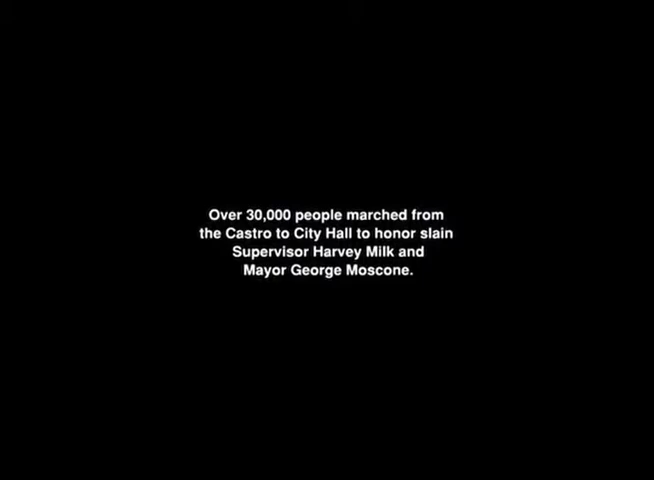 Over 30,000 people marched from
the Castro to City Hall to honor slain
Supervisor Harvey Milk and
Mayor George Moscone.